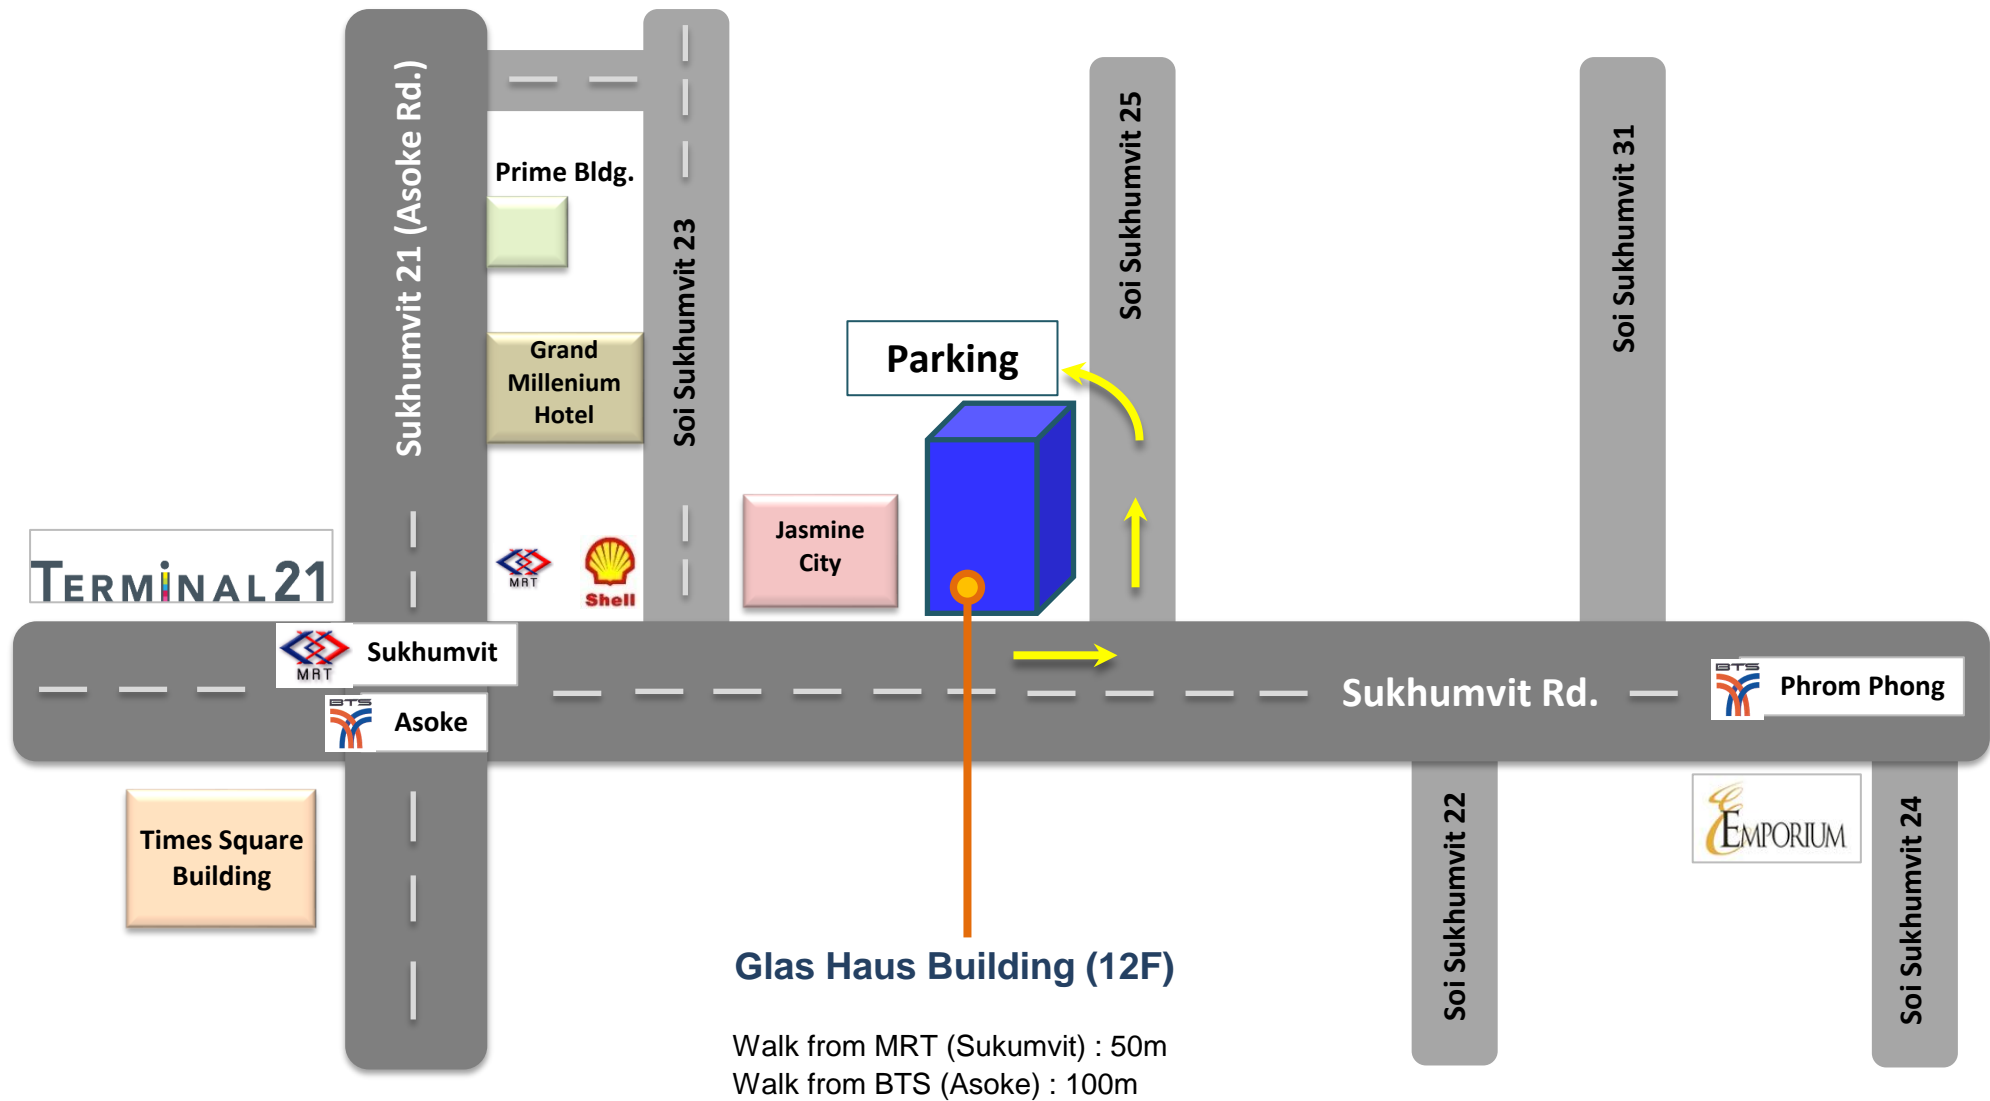 Sukhumvit 21 (Asoke Rd.)
Prime Bldg.
Grand
Millenium
Hotel
Soi Sukhumvit 23
Soi Sukhumvit 25
Soi Sukhumvit 31
Parking
Jasmine
City
TERMINAL 21
MRT
Shell
MRT
Sukhumvit
BTS
Asoke
Sukhumvit Rd.
BTS
Phrom Phong
Times Square
Building
EMPORIUM
Soi Sukhumvit 22
Soi Sukhumvit 24
Glas Haus Building (12F)
Walk from MRT (Sukumvit) : 50m
Walk from BTS (Asoke) : 100m